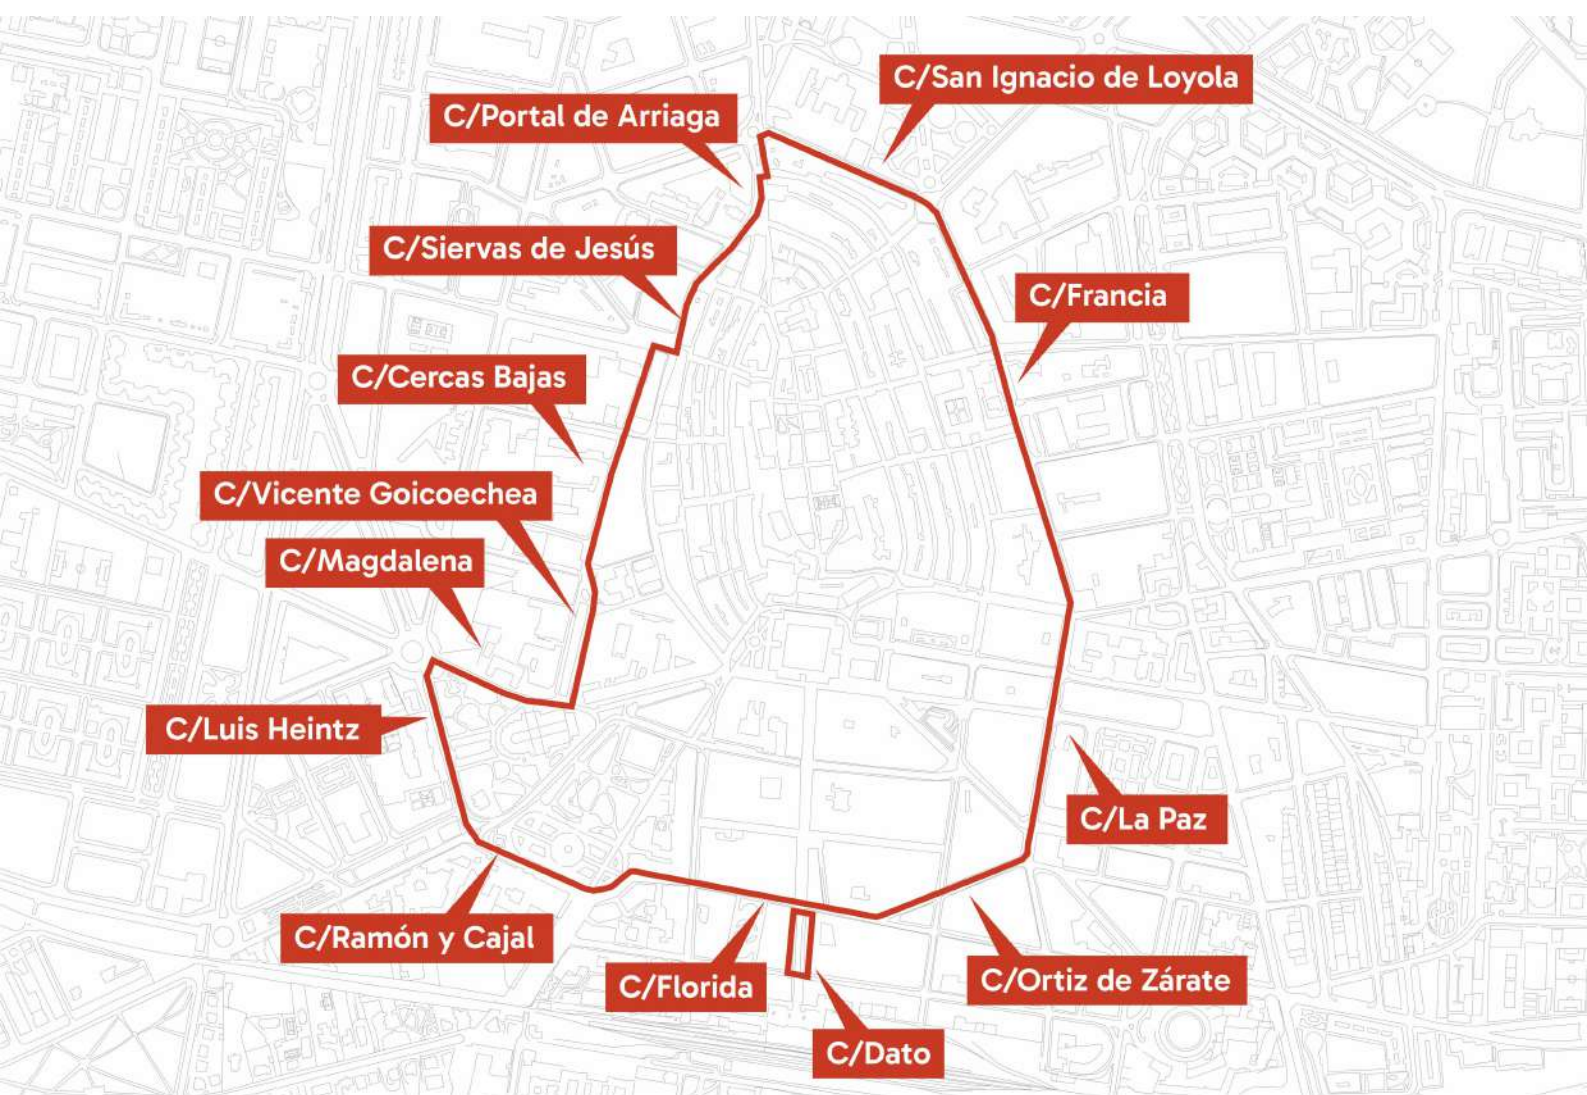 C/San Ignacio de Loyola
C/Portal de Arriaga
C/Siervas de Jesús
C/Francia
C/Cercas Bajas
C/Vicente Goicoechea
C/Magdalena
C/Luis Heintz
C/La Paz
C/Ramón y Cajal
C/Florida
C/Ortiz de Zárate
C/Dato